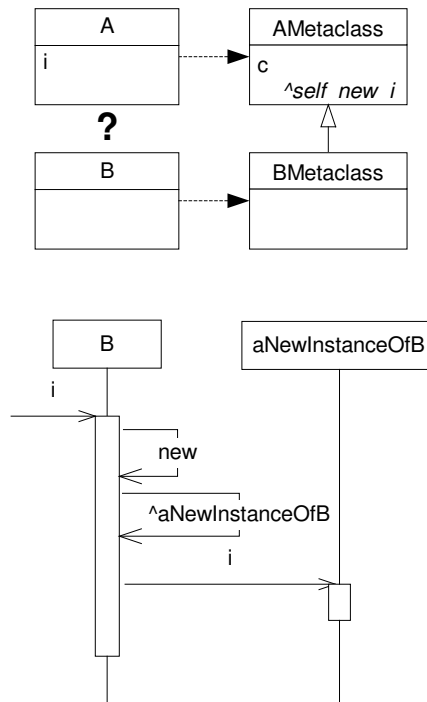 A
AMetaclass
i
c
^self new i
?
B
BMetaclass
B
aNewInstanceOfB
i
new
^aNewInstanceOfB
i